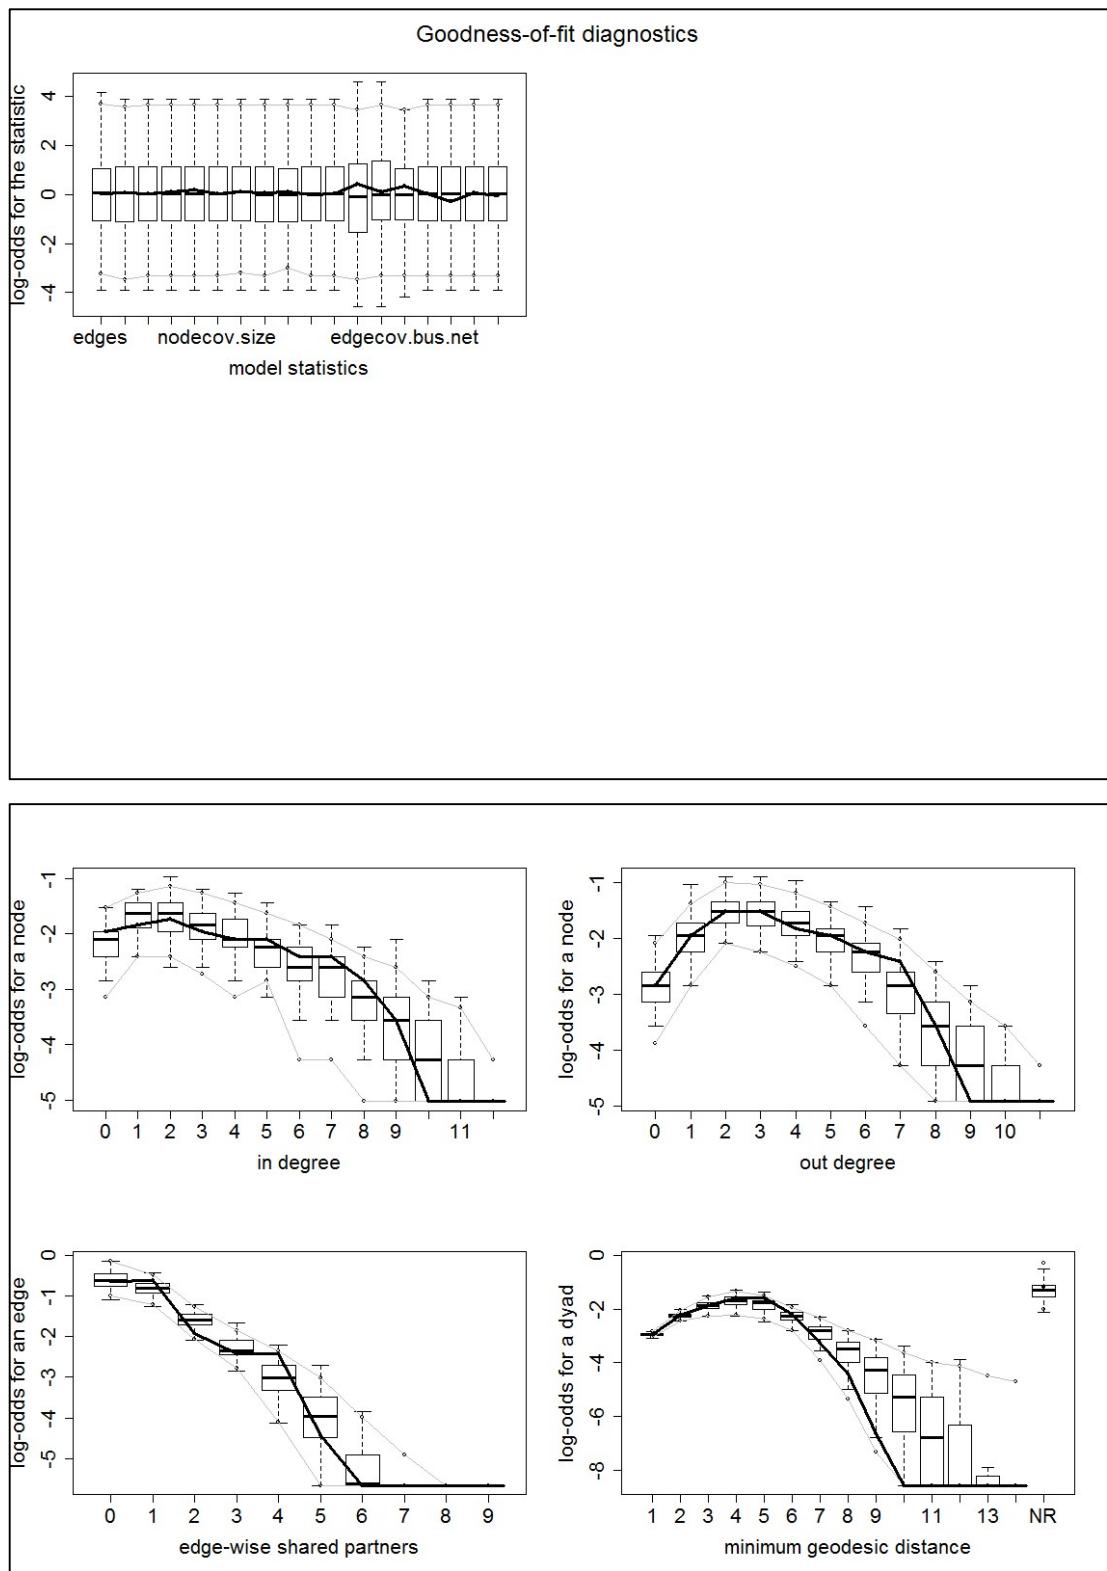 Goodness-of-fit diagnostics
log-odds for the statistic
4
2
0
-2
-4
edges nodecov.size edgecov.bus.net
model statistics
log-odds for a node
-1
-2
-3
-4
-5
0 1 2 3 4 5 6 7 8 9 11
in degree
log-odds for a node
-1
-2
-3
-4
-5
0 1 2 3 4 5 6 7 8 9 10
out degree
log-odds for an edge
0
-1
-2
-3
-4
-5
0 1 2 3 4 5 6 7 8 9
edge-wise shared partners
log-odds for a dyad
0
-2
-4
-6
-8
1 2 3 4 5 6 7 8 9 11 13 NR
minimum geodesic distance